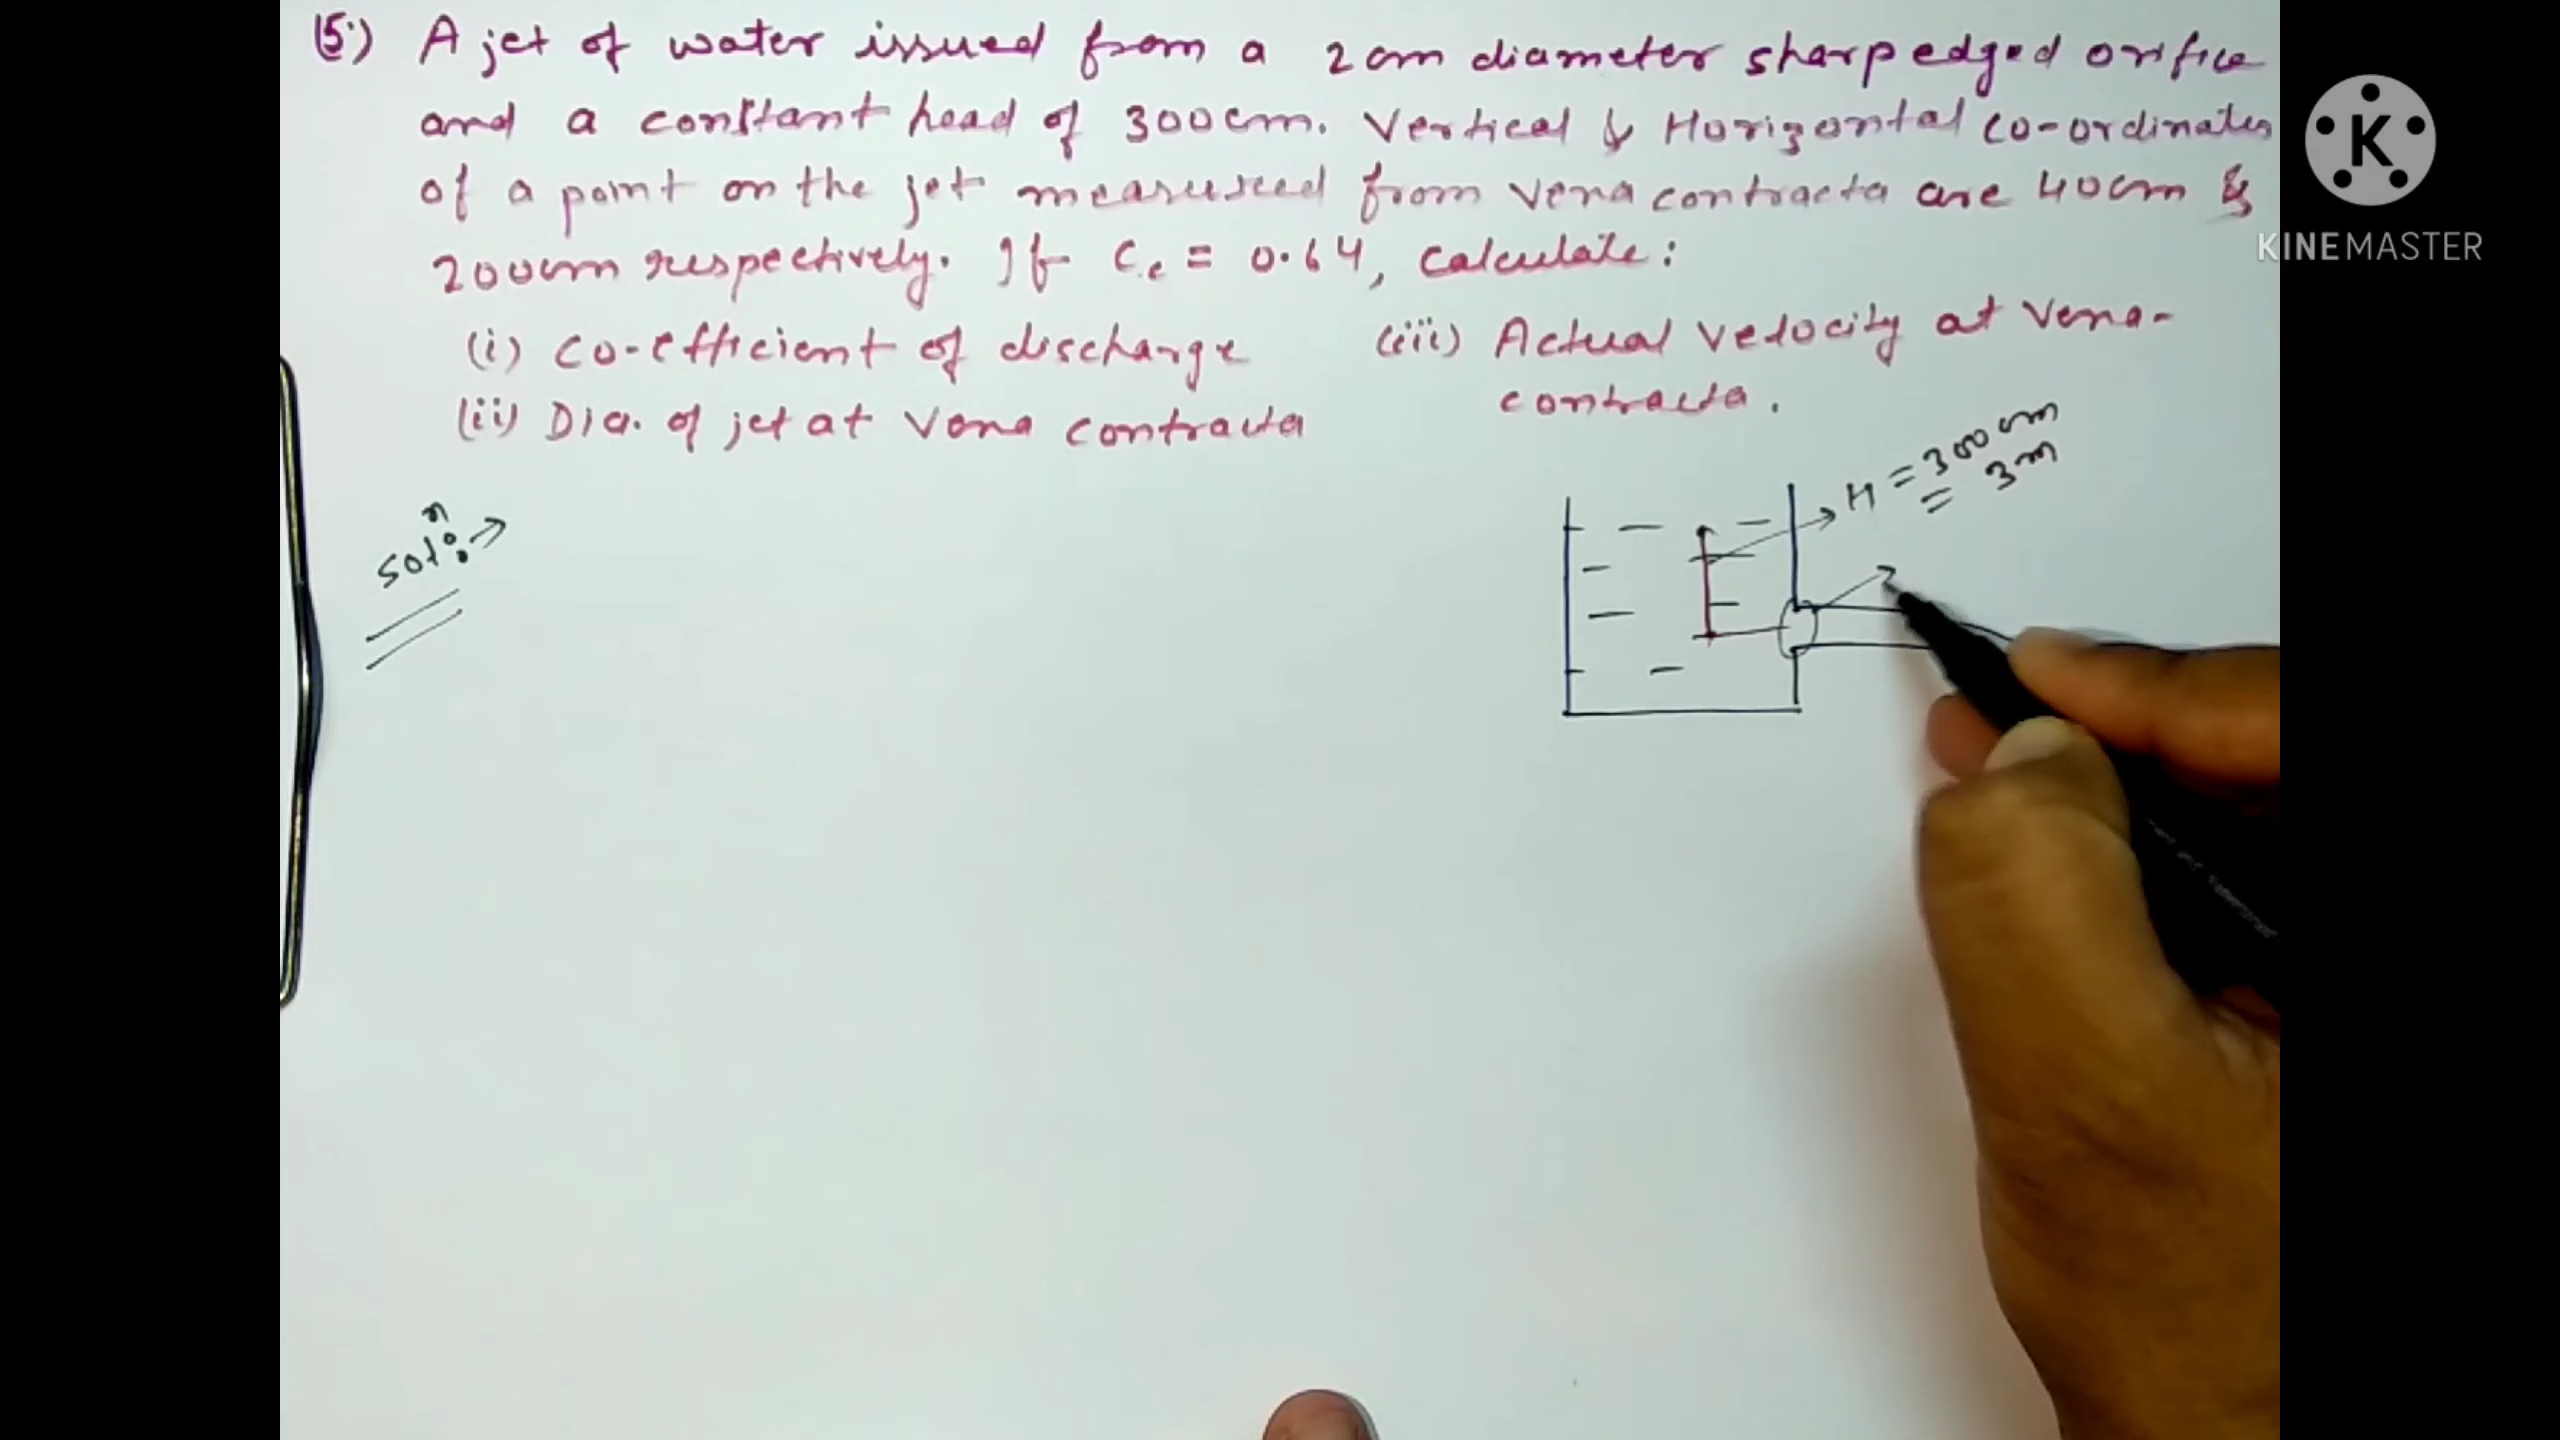 (5.) A jet of water issued from a 2cm diameter sharp edged orifice
and a constant head of 300cm. Vertical & Horizontal co-ordinates
of a point on the jet measured from vena contracta are 40cm &
200cm respectively. If Cc = 0.64, calculate:
(i) Co-efficient of discharge
(ii) Dia. of jet at Vena contracta
(iii) Actual velocity at Vena-
contracta.
Solⁿ: →
H = 300cm
= 3m
K
KINEMASTER